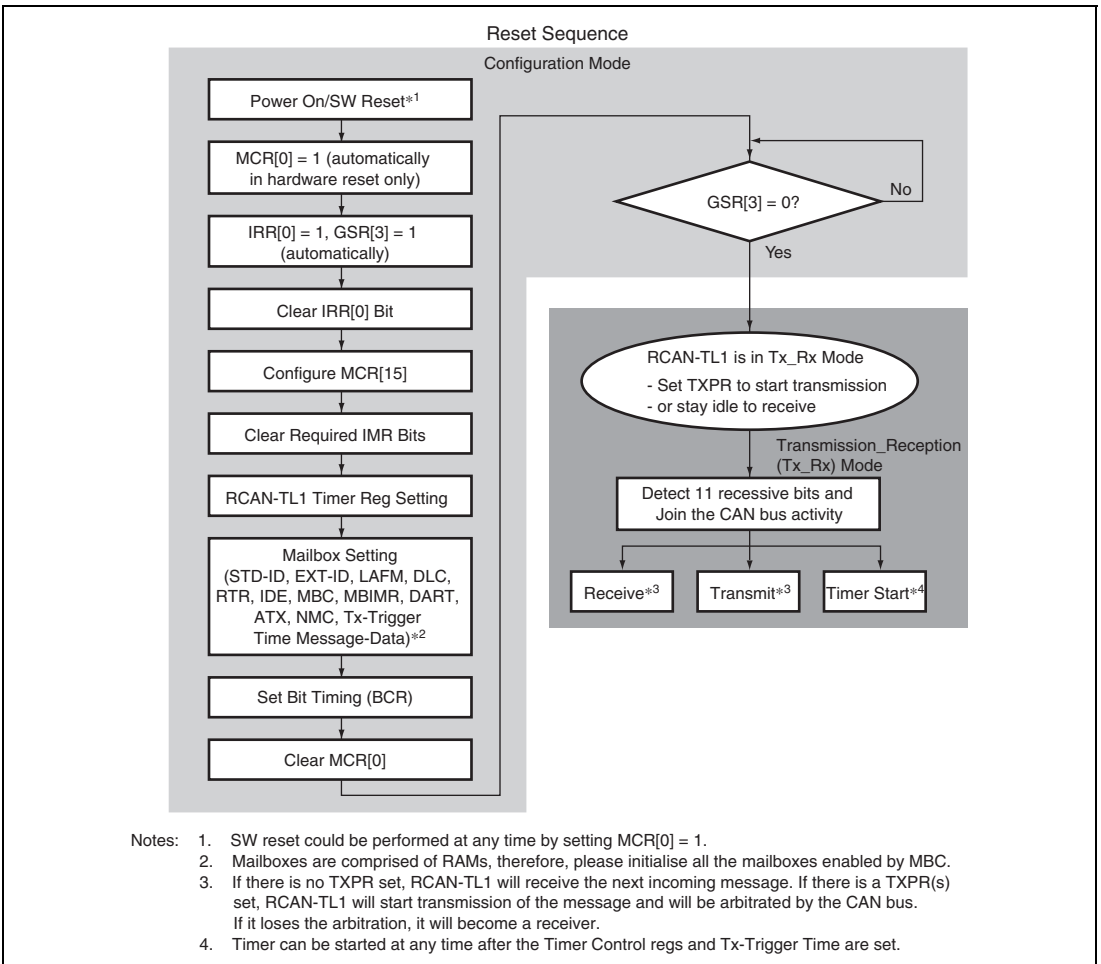 Reset Sequence
Configuration Mode
Power On/SW Reset*1
MCR[0] = 1 (automatically
in hardware reset only)
IRR[0] = 1, GSR[3] = 1
(automatically)
Clear IRR[0] Bit
Configure MCR[15]
Clear Required IMR Bits
RCAN-TL1 Timer Reg Setting
Mailbox Setting
(STD-ID, EXT-ID, LAFM, DLC,
RTR, IDE, MBC, MBIMR, DART,
ATX, NMC, Tx-Trigger
Time Message-Data)*2
Set Bit Timing (BCR)
Clear MCR[0]
GSR[3] = 0?
No
Yes
RCAN-TL1 is in Tx_Rx Mode
- Set TXPR to start transmission
- or stay idle to receive
Transmission_Reception
(Tx_Rx) Mode
Detect 11 recessive bits and
Join the CAN bus activity
Receive*3
Transmit*3
Timer Start*4
Notes: 1. SW reset could be performed at any time by setting MCR[0] = 1.
2. Mailboxes are comprised of RAMs, therefore, please initialise all the mailboxes enabled by MBC.
3. If there is no TXPR set, RCAN-TL1 will receive the next incoming message. If there is a TXPR(s)
set, RCAN-TL1 will start transmission of the message and will be arbitrated by the CAN bus.
If it loses the arbitration, it will become a receiver.
4. Timer can be started at any time after the Timer Control regs and Tx-Trigger Time are set.